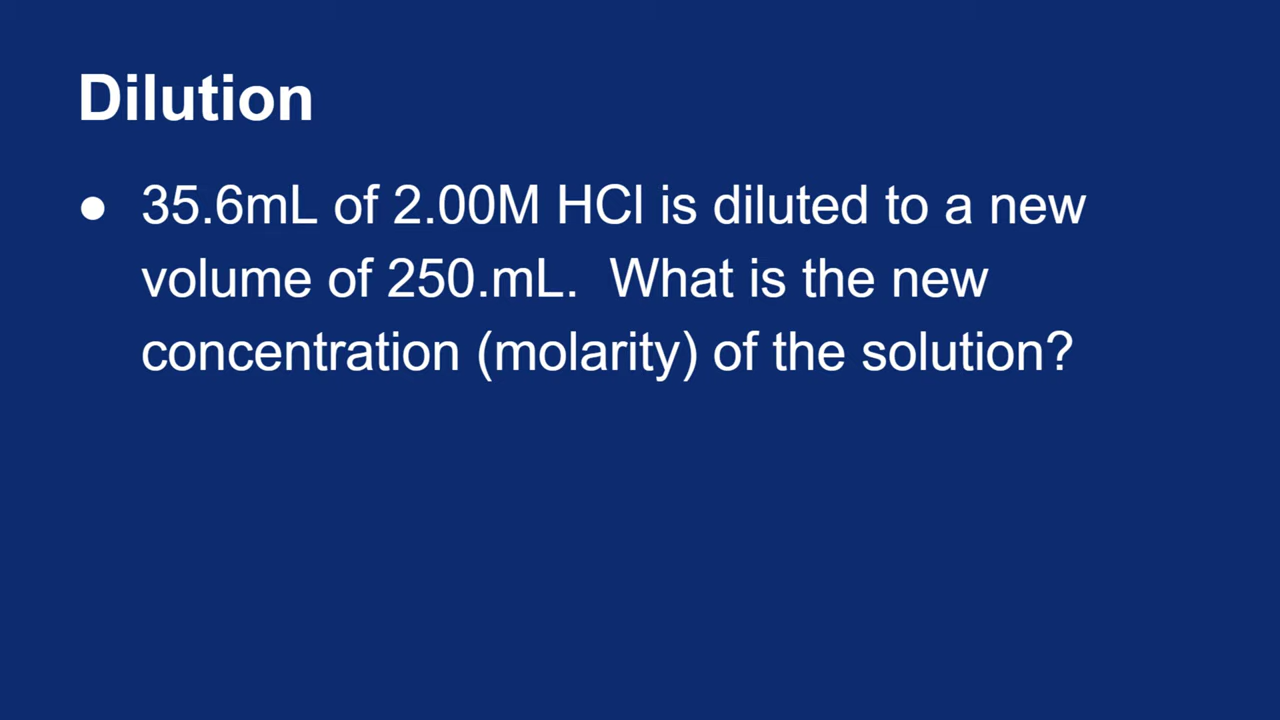 Dilution
● 35.6mL of 2.00M HCl is diluted to a new
volume of 250.mL.  What is the new
concentration (molarity) of the solution?